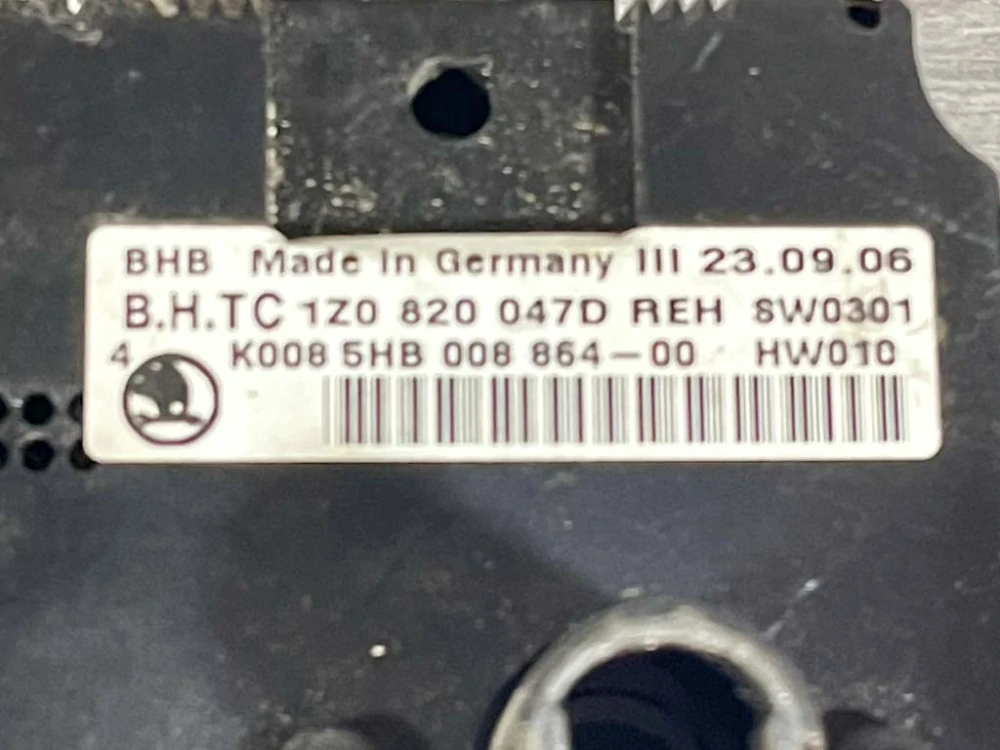 BHB Made In Germany III 23.09.06
B.H.TC 1Z0 820 047D REH SW0301
4 K008 5HB 008 864-00 HW010